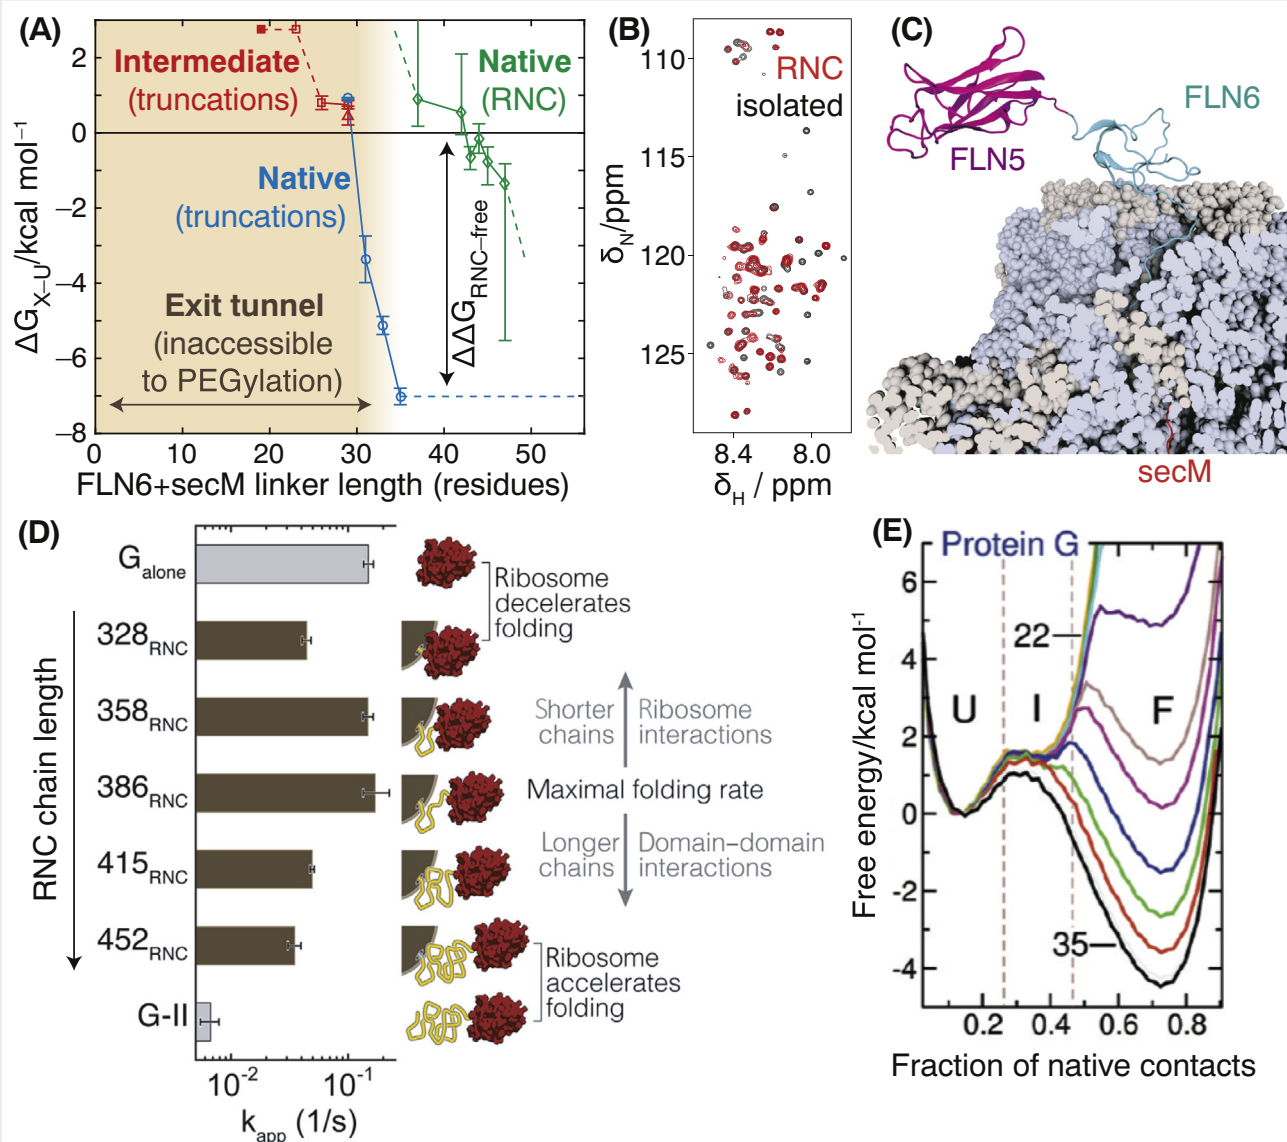 (A)
ΔG_X–U/kcal mol⁻¹
2
0
−2
−4
−6
−8
0
10
20
30
40
50
FLN6+secM linker length (residues)
Intermediate
(truncations)
Native
(RNC)
Native
(truncations)
ΔΔG_RNC–free
Exit tunnel
(inaccessible
to PEGylation)
(B)
RNC
isolated
δ_N/ppm
110
115
120
125
8.4
8.0
δ_H / ppm
(C)
FLN5
FLN6
secM
(D)
RNC chain length
G_alone
328_RNC
358_RNC
386_RNC
415_RNC
452_RNC
G-II
10⁻²
10⁻¹
k_app (1/s)
Ribosome
decelerates
folding
Shorter
chains
Ribosome
interactions
Maximal folding rate
Longer
chains
Domain–domain
interactions
Ribosome
accelerates
folding
(E)
Protein G
Free energy/kcal mol⁻¹
6
4
2
0
-2
-4
22
U
I
F
35
0.2
0.4
0.6
0.8
Fraction of native contacts